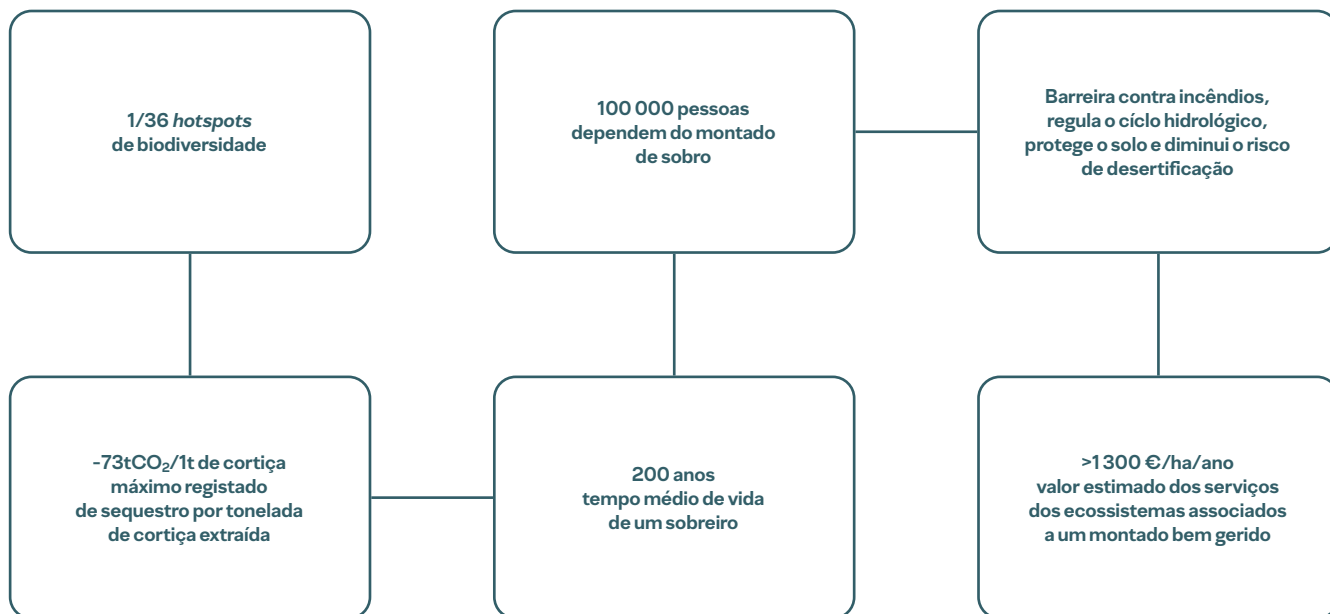 1/36 hotspots
de biodiversidade
100 000 pessoas
dependem do montado
de sobro
Barreira contra incêndios,
regula o cíclo hidrológico,
protege o solo e diminui o risco
de desertificação
-73tCO₂/1t de cortiça
máximo registado
de sequestro por tonelada
de cortiça extraída
200 anos
tempo médio de vida
de um sobreiro
>1 300 €/ha/ano
valor estimado dos serviços
dos ecossistemas associados
a um montado bem gerido